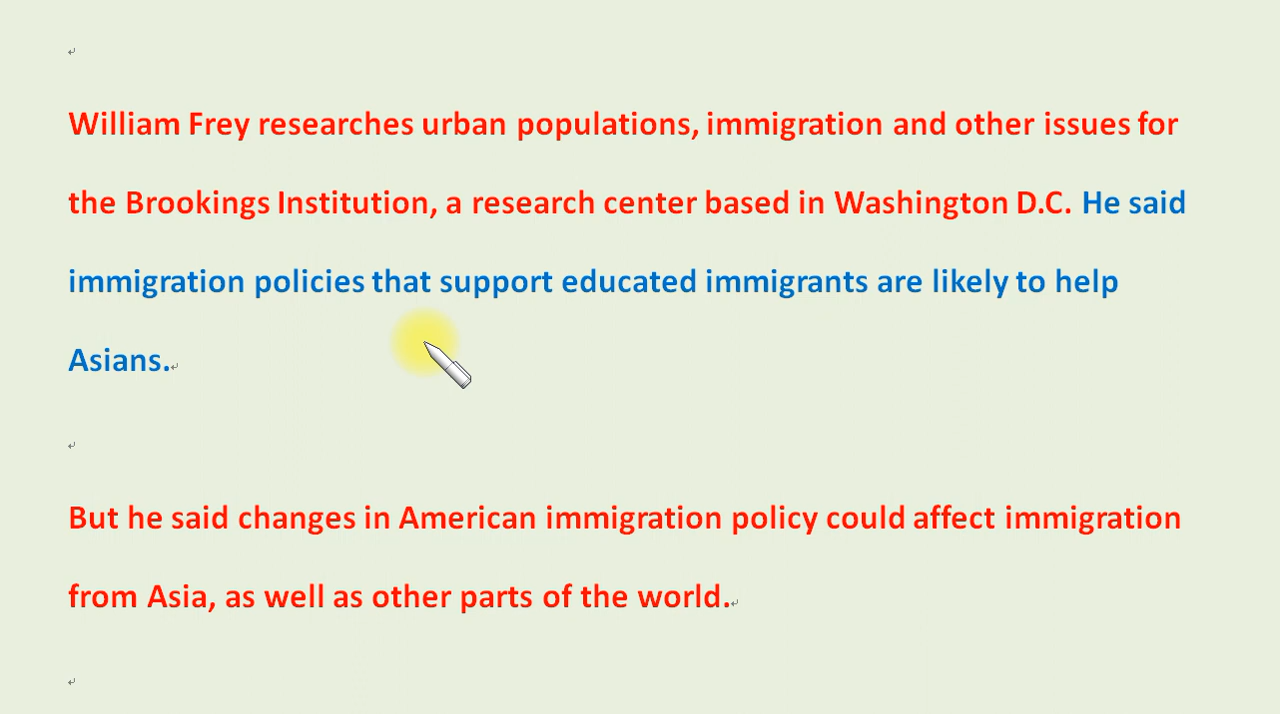 William Frey researches urban populations, immigration and other issues for
the Brookings Institution, a research center based in Washington D.C. He said
immigration policies that support educated immigrants are likely to help
Asians.
But he said changes in American immigration policy could affect immigration
from Asia, as well as other parts of the world.